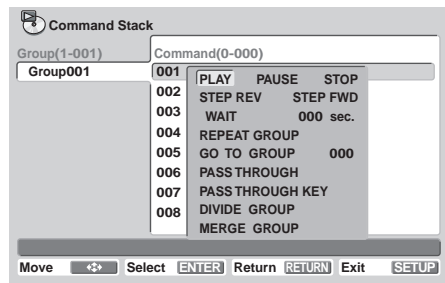 Command Stack
Group(1-001) Command(0-000)
Group001
001 PLAY PAUSE STOP
002 STEP REV STEP FWD
003 WAIT 000 sec.
004 REPEAT GROUP
005 GO TO GROUP 000
006 PASS THROUGH
007 PASS THROUGH KEY
008 DIVIDE GROUP
MERGE GROUP
Move Select ENTER Return RETURN Exit SETUP